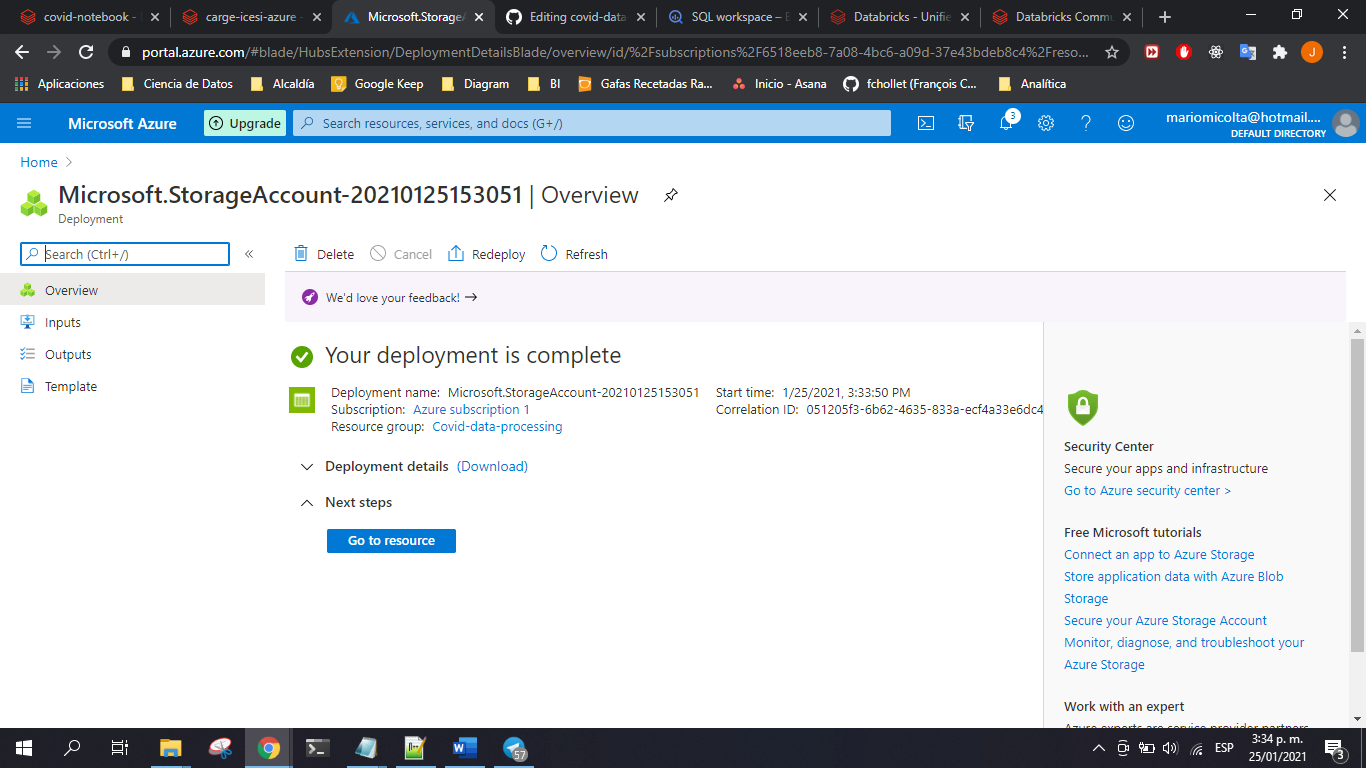 covid-notebook -
carge-icesi-azure -
Microsoft.StorageA
Editing covid-data
SQL workspace –
Databricks - Unifie
Databricks Commu
portal.azure.com/#blade/HubsExtension/DeploymentDetailsBlade/overview/id/%2Fsubscriptions%2F6518eeb8-7a08-4bc6-a09d-37e43bdeb8c4%2Freso...
J
Aplicaciones
Ciencia de Datos
Alcaldía
Google Keep
Diagram
BI
Gafas Recetadas Ra...
Inicio - Asana
fchollet (François C...
Analítica
Microsoft Azure
Upgrade
Search resources, services, and docs (G+/)
3
mariomicolta@hotmail....
DEFAULT DIRECTORY
Home
Microsoft.StorageAccount-20210125153051 | Overview
Deployment
Search (Ctrl+/)
«
Delete
Cancel
Redeploy
Refresh
Overview
Inputs
Outputs
Template
We'd love your feedback! →
Your deployment is complete
Deployment name: Microsoft.StorageAccount-20210125153051
Subscription: Azure subscription 1
Resource group: Covid-data-processing
Start time: 1/25/2021, 3:33:50 PM
Correlation ID: 051205f3-6b62-4635-833a-ecf4a33e6dc4
Deployment details (Download)
Next steps
Go to resource
Security Center
Secure your apps and infrastructure
Go to Azure security center >
Free Microsoft tutorials
Connect an app to Azure Storage
Store application data with Azure Blob
Storage
Secure your Azure Storage Account
Monitor, diagnose, and troubleshoot your
Azure Storage
Work with an expert
Azure experts are service provider partners
57
ESP
3:34 p. m.
25/01/2021
3